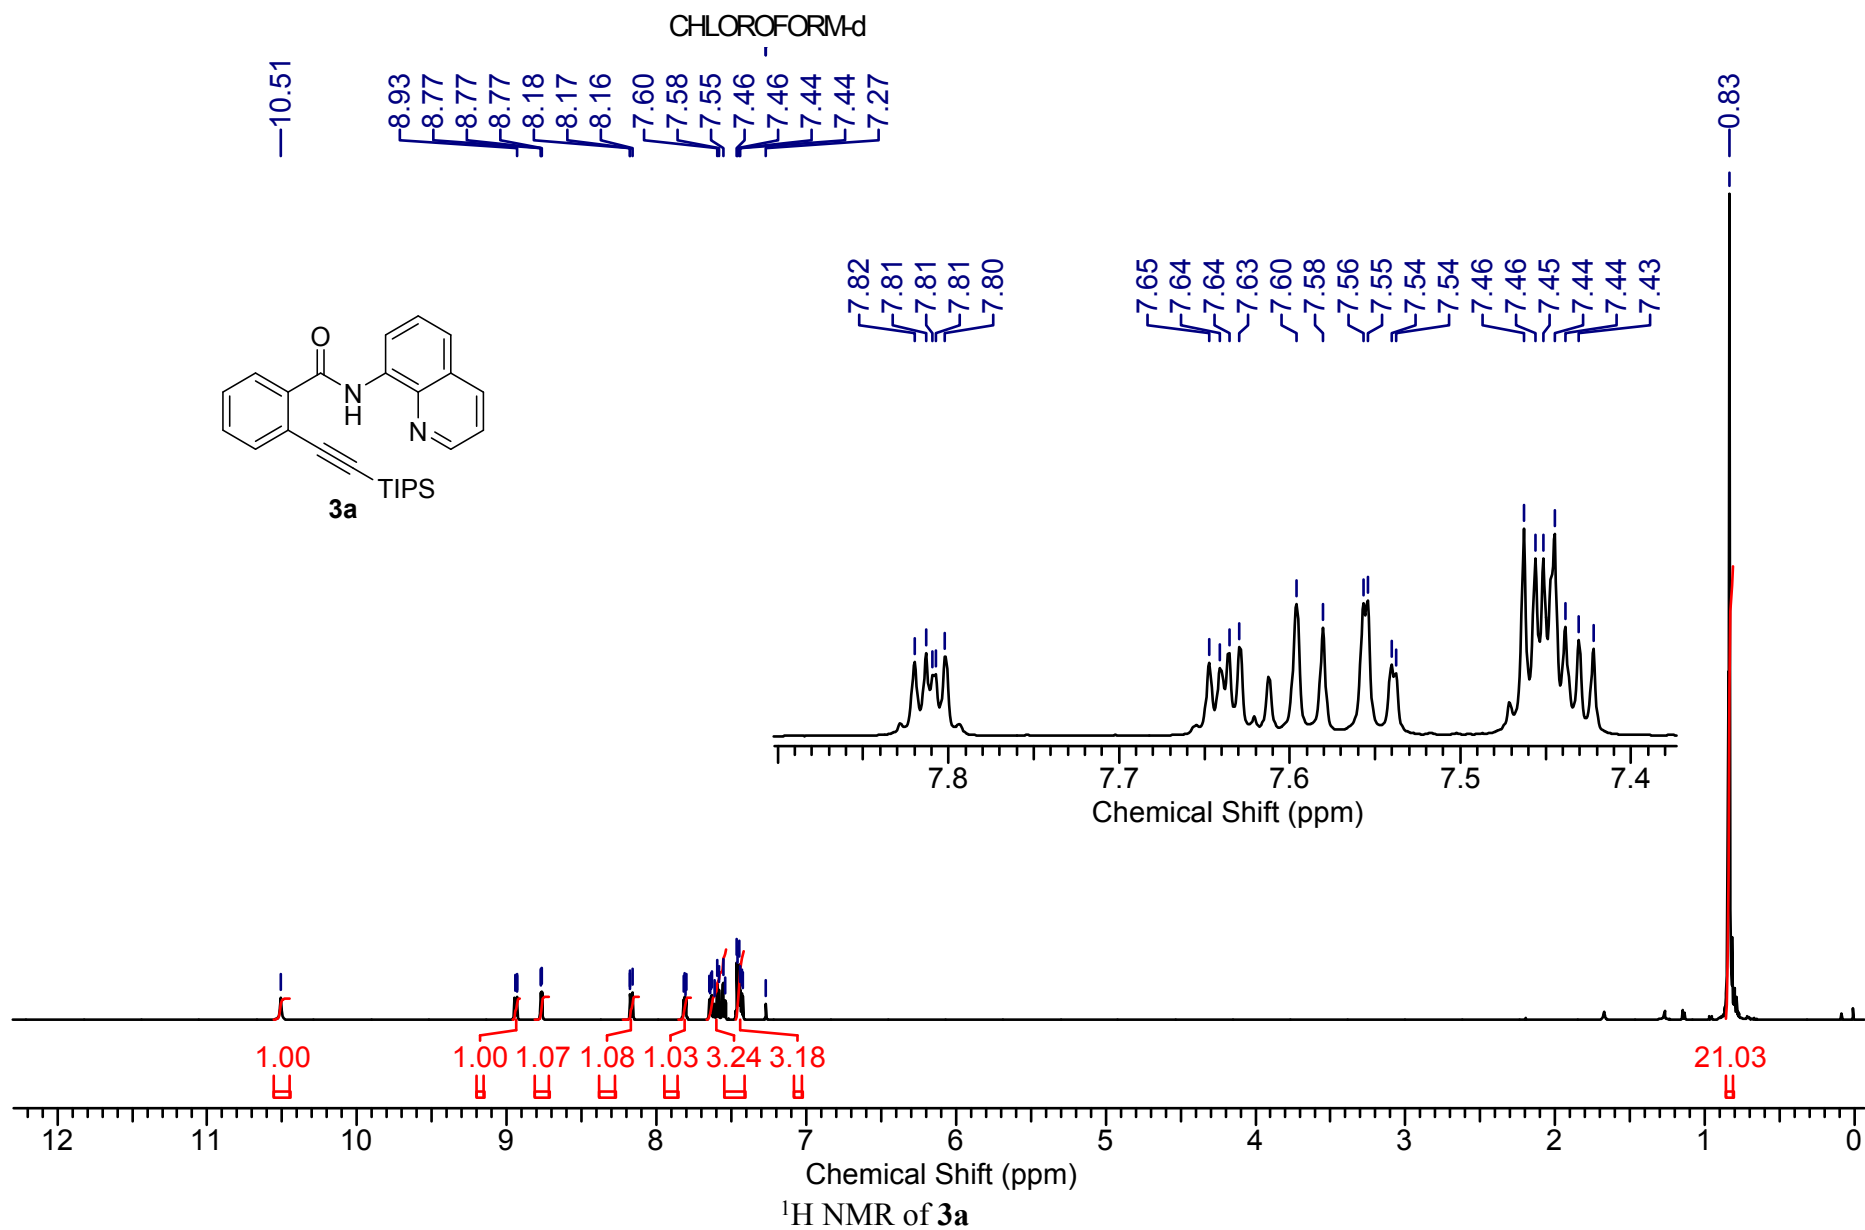 CHLOROFORM-d
10.51
8.93
8.77
8.77
8.77
8.18
8.17
8.16
7.60
7.58
7.55
7.46
7.46
7.44
7.44
7.27
0.83
7.82
7.81
7.81
7.81
7.80
7.65
7.64
7.64
7.63
7.60
7.58
7.56
7.55
7.54
7.54
7.46
7.46
7.45
7.44
7.44
7.43
O
N
H
N
TIPS
3a
7.8 7.7 7.6 7.5 7.4
Chemical Shift (ppm)
1.00 1.00 1.07 1.08 1.03 3.24 3.18 21.03
12 11 10 9 8 7 6 5 4 3 2 1 0
Chemical Shift (ppm)
¹H NMR of 3a